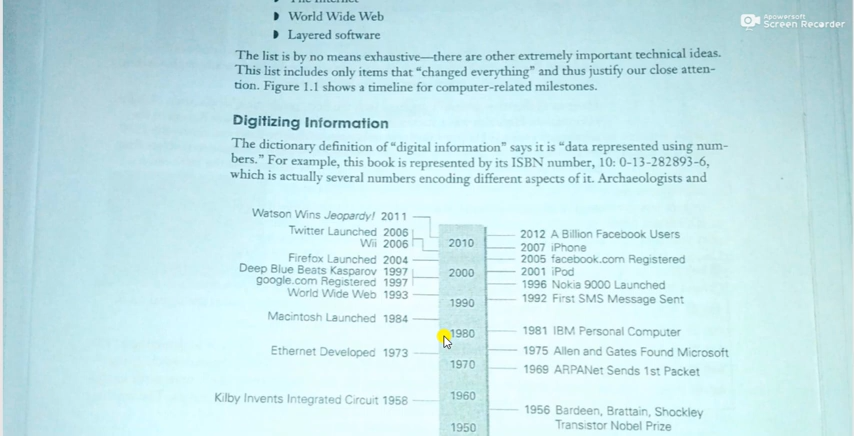 Apowersoft
Screen Recorder
World Wide Web
Layered software
The list is by no means exhaustive—there are other extremely important technical ideas.
This list includes only items that “changed everything” and thus justify our close atten-
tion. Figure 1.1 shows a timeline for computer-related milestones.
Digitizing Information
The dictionary definition of “digital information” says it is “data represented using num-
bers.” For example, this book is represented by its ISBN number, 10: 0-13-282893-6,
which is actually several numbers encoding different aspects of it. Archaeologists and
Watson Wins Jeopardy! 2011
Twitter Launched 2006
Wii 2006
Firefox Launched 2004
Deep Blue Beats Kasparov 1997
google.com Registered 1997
World Wide Web 1993
Macintosh Launched 1984
Ethernet Developed 1973
Kilby Invents Integrated Circuit 1958
2010
2000
1990
1980
1970
1960
1950
2012 A Billion Facebook Users
2007 iPhone
2005 facebook.com Registered
2001 iPod
1996 Nokia 9000 Launched
1992 First SMS Message Sent
1981 IBM Personal Computer
1975 Allen and Gates Found Microsoft
1969 ARPANet Sends 1st Packet
1956 Bardeen, Brattain, Shockley
Transistor Nobel Prize